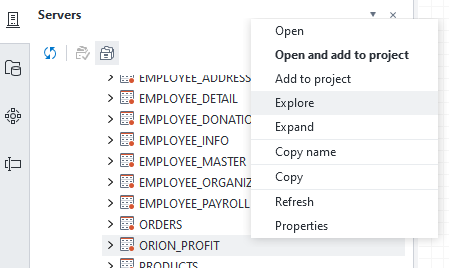 Servers
EMPLOYEE_ADDRESS
EMPLOYEE_DETAIL
EMPLOYEE_DONATIO
EMPLOYEE_INFO
EMPLOYEE_MASTER
EMPLOYEE_ORGANIZ
EMPLOYEE_PAYROLL
ORDERS
ORION_PROFIT
PRODUCTS
Open
Open and add to project
Add to project
Explore
Expand
Copy name
Copy
Refresh
Properties